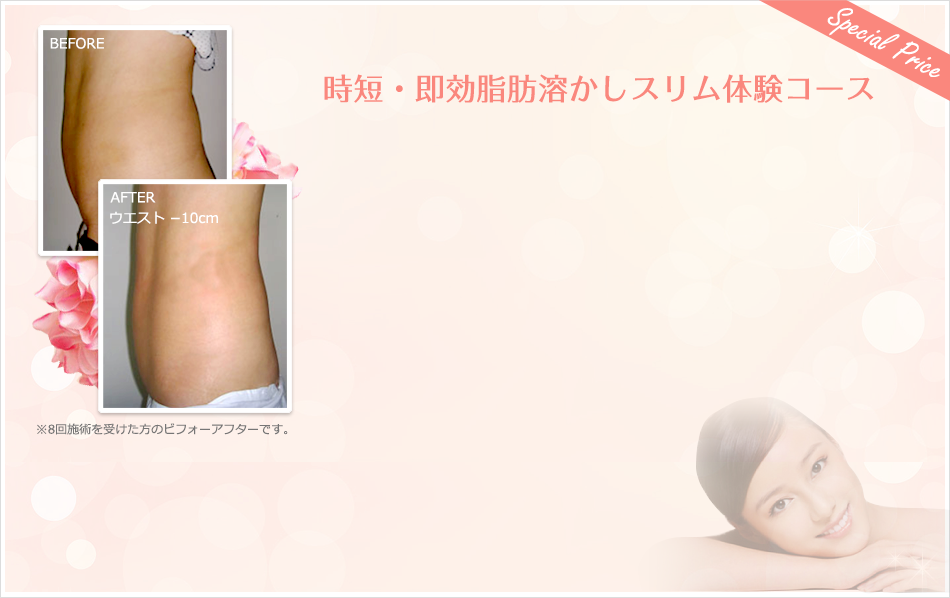 Special Price
時短・即効脂肪溶かしスリム体験コース
BEFORE
AFTER
ウエスト −10cm
※8回施術を受けた方のビフォーアフターです。